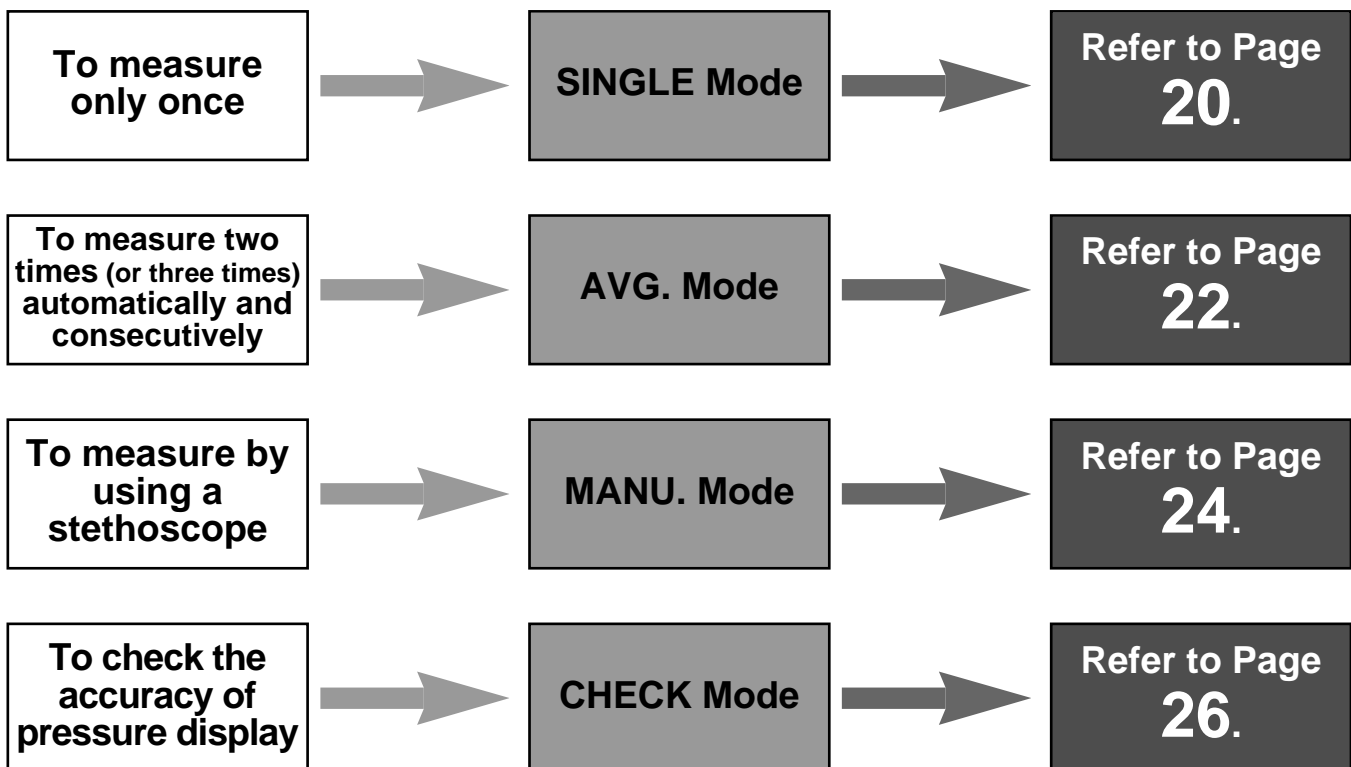 To measure
only once
SINGLE Mode
Refer to Page
20.
To measure two
times (or three times)
automatically and
consecutively
AVG. Mode
Refer to Page
22.
To measure by
using a
stethoscope
MANU. Mode
Refer to Page
24.
To check the
accuracy of
pressure display
CHECK Mode
Refer to Page
26.